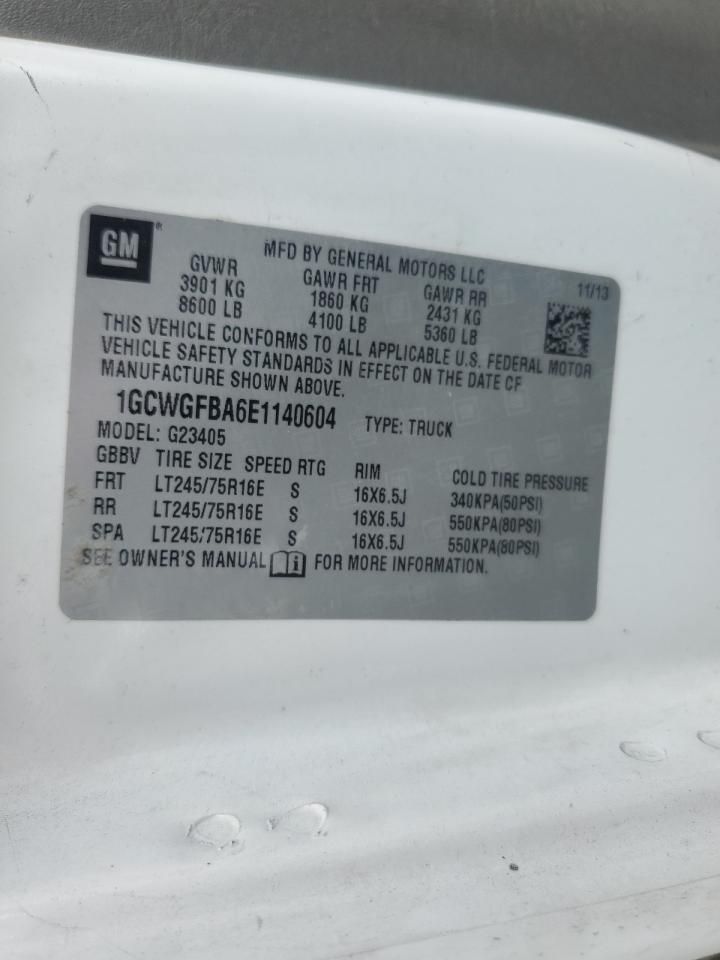 GM ®
MFD BY GENERAL MOTORS LLC 11/13
GVWR GAWR FRT GAWR RR
3901 KG 1860 KG 2431 KG
8600 LB 4100 LB 5360 LB
THIS VEHICLE CONFORMS TO ALL APPLICABLE U.S. FEDERAL MOTOR
VEHICLE SAFETY STANDARDS IN EFFECT ON THE DATE OF
MANUFACTURE SHOWN ABOVE.
1GCWGFBA6E1140604 TYPE: TRUCK
MODEL: G23405
GBBV TIRE SIZE SPEED RTG RIM COLD TIRE PRESSURE
FRT LT245/75R16E S 16X6.5J 340KPA(50PSI)
RR LT245/75R16E S 16X6.5J 550KPA(80PSI)
SPA LT245/75R16E S 16X6.5J 550KPA(80PSI)
SEE OWNER'S MANUAL i FOR MORE INFORMATION.